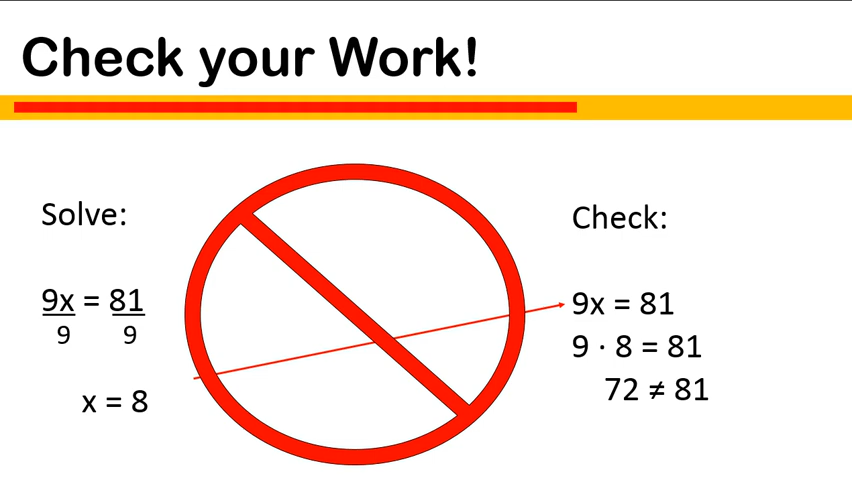 Check your Work!
Solve:
9x = 81
9 9
x = 8
Check:
9x = 81
9 · 8 = 81
72 ≠ 81